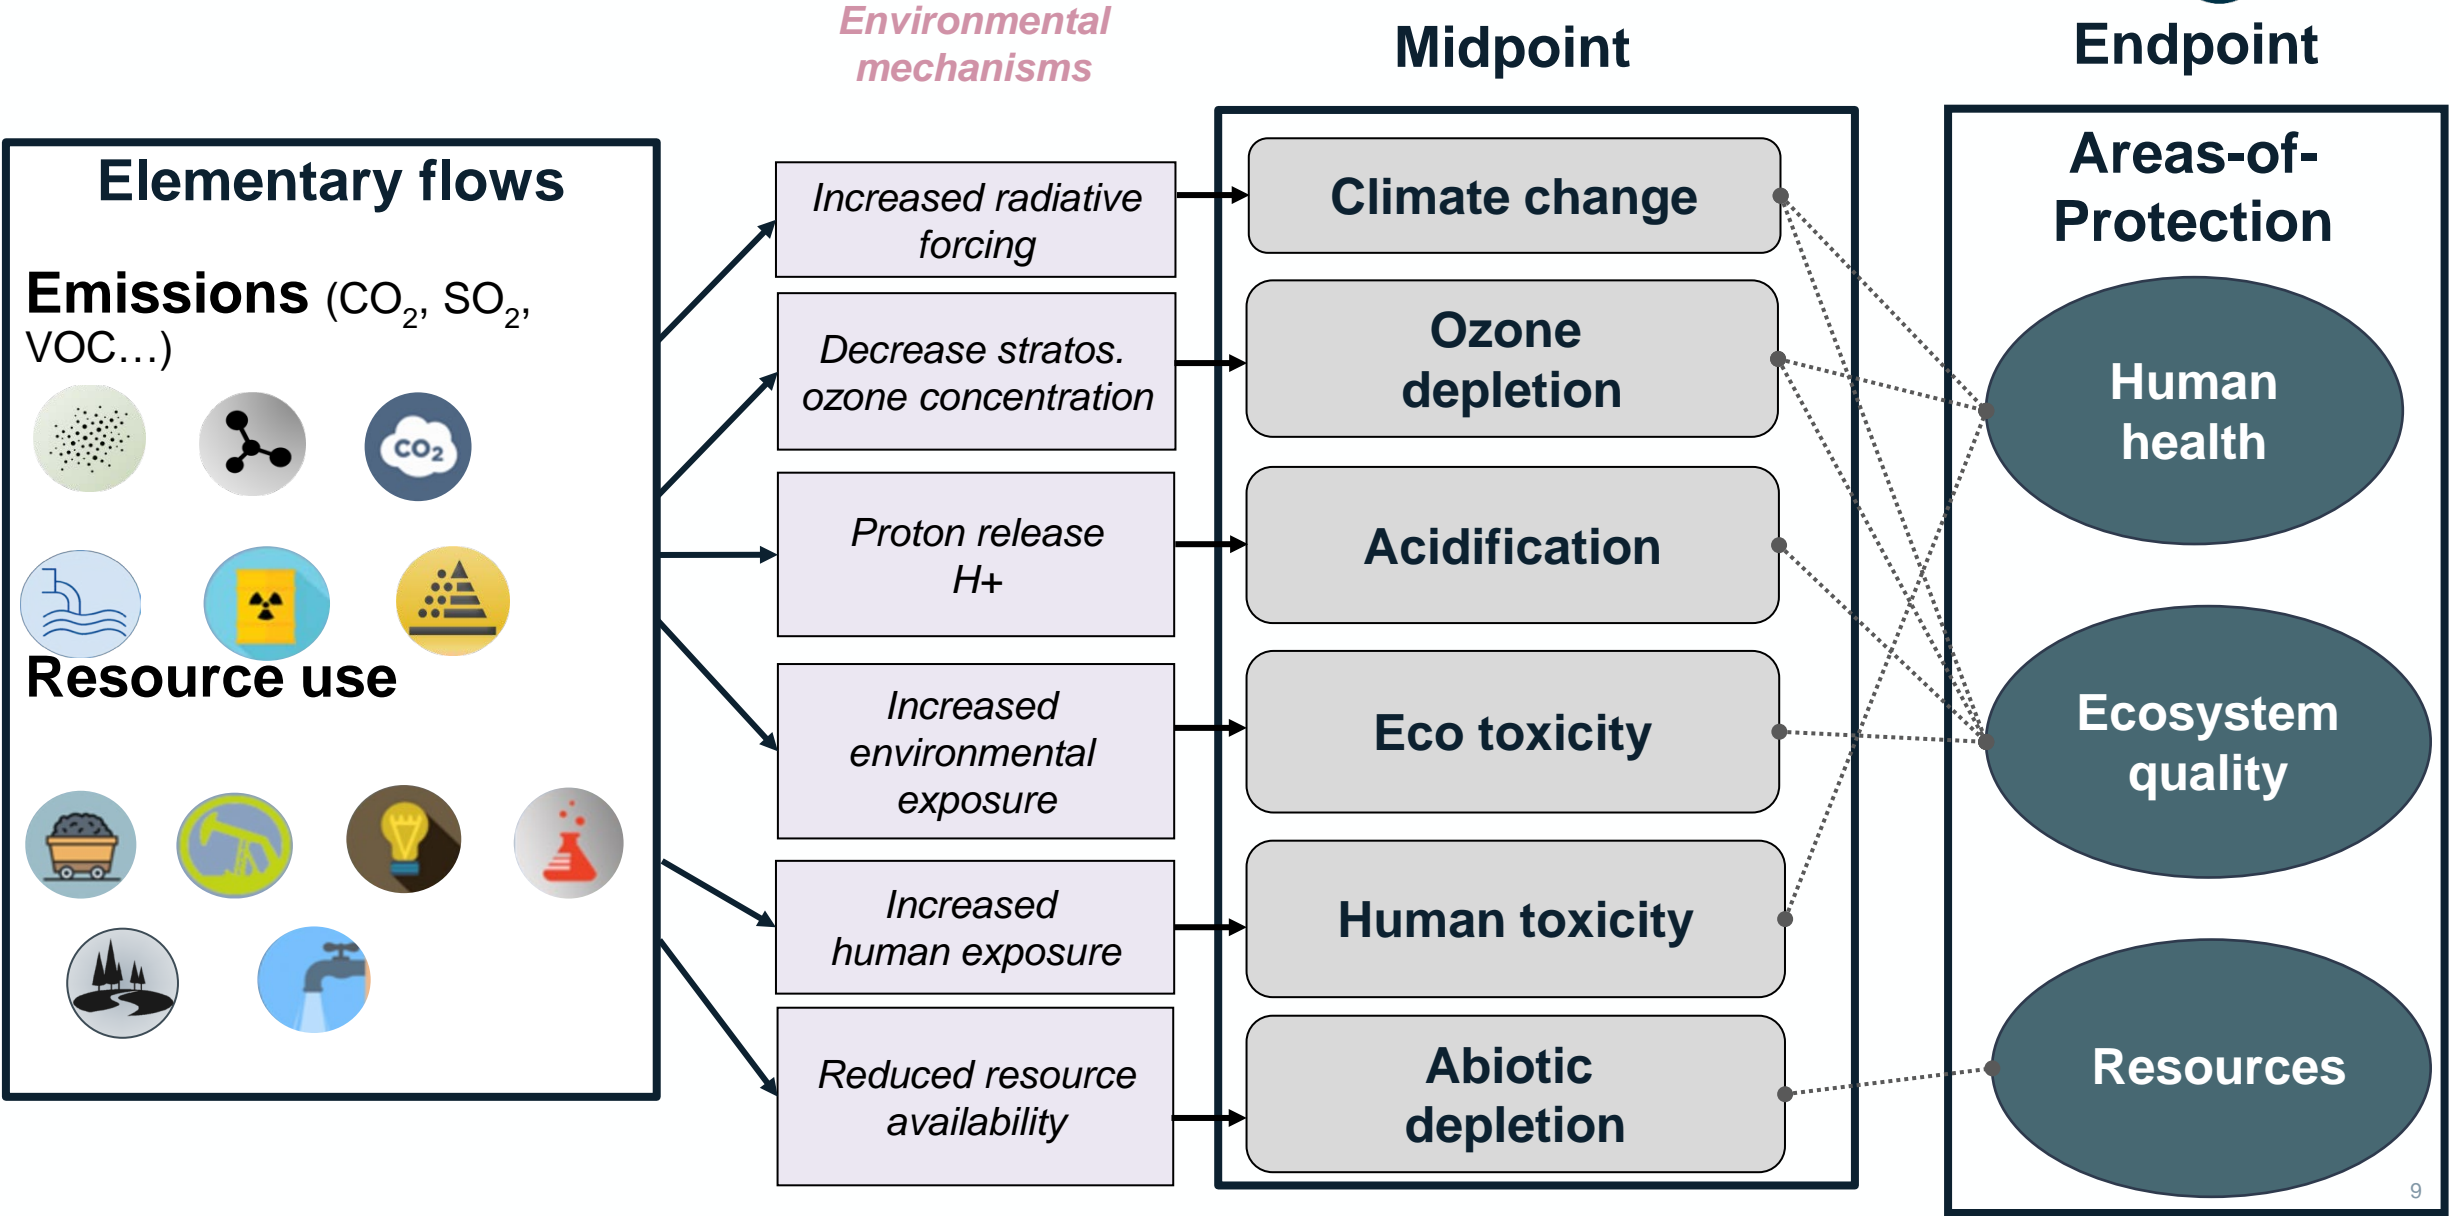 Environmental
mechanisms
Midpoint
Endpoint
Elementary flows
Emissions (CO₂, SO₂,
VOC...)
CO₂
Resource use
Increased radiative
forcing
Decrease stratos.
ozone concentration
Proton release
H+
Increased
environmental
exposure
Increased
human exposure
Reduced resource
availability
Climate change
Ozone
depletion
Acidification
Eco toxicity
Human toxicity
Abiotic
depletion
Areas-of-
Protection
Human
health
Ecosystem
quality
Resources
9